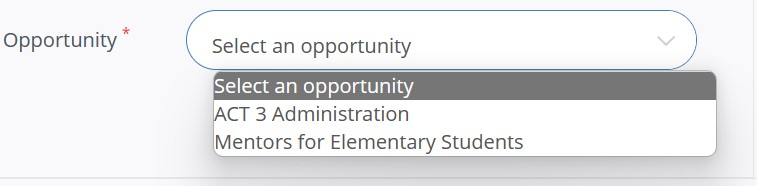 Opportunity * Select an opportunity
Select an opportunity
ACT 3 Administration
Mentors for Elementary Students